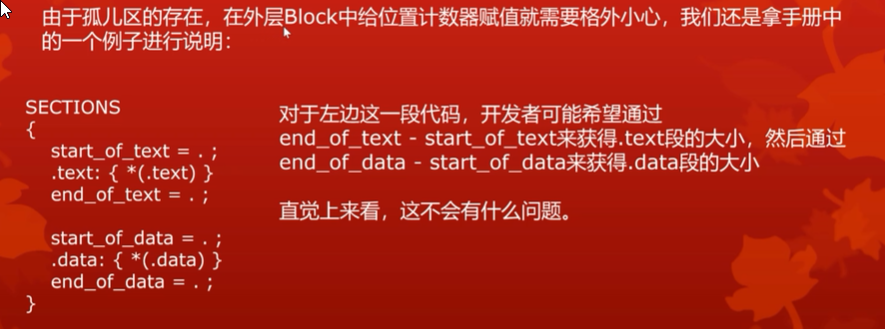 由于孤儿区的存在，在外层Block中给位置计数器赋值就需要格外小心，我们还是拿手册中
的一个例子进行说明：
SECTIONS
{
start_of_text = . ;
.text: { *(.text) }
end_of_text = . ;
start_of_data = . ;
.data: { *(.data) }
end_of_data = . ;
}
对于左边这一段代码，开发者可能希望通过
end_of_text - start_of_text来获得.text段的大小，然后通过
end_of_data - start_of_data来获得.data段的大小
直觉上来看，这不会有什么问题。